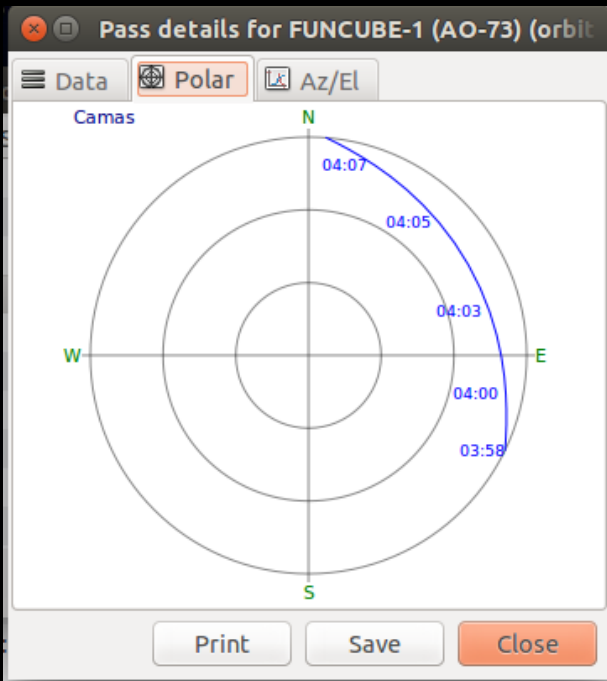 Pass details for FUNCUBE-1 (AO-73) (orbit
Data Polar Az/El
Camas
N
04:07
04:05
04:03
W E
04:00
03:58
S
Print Save Close